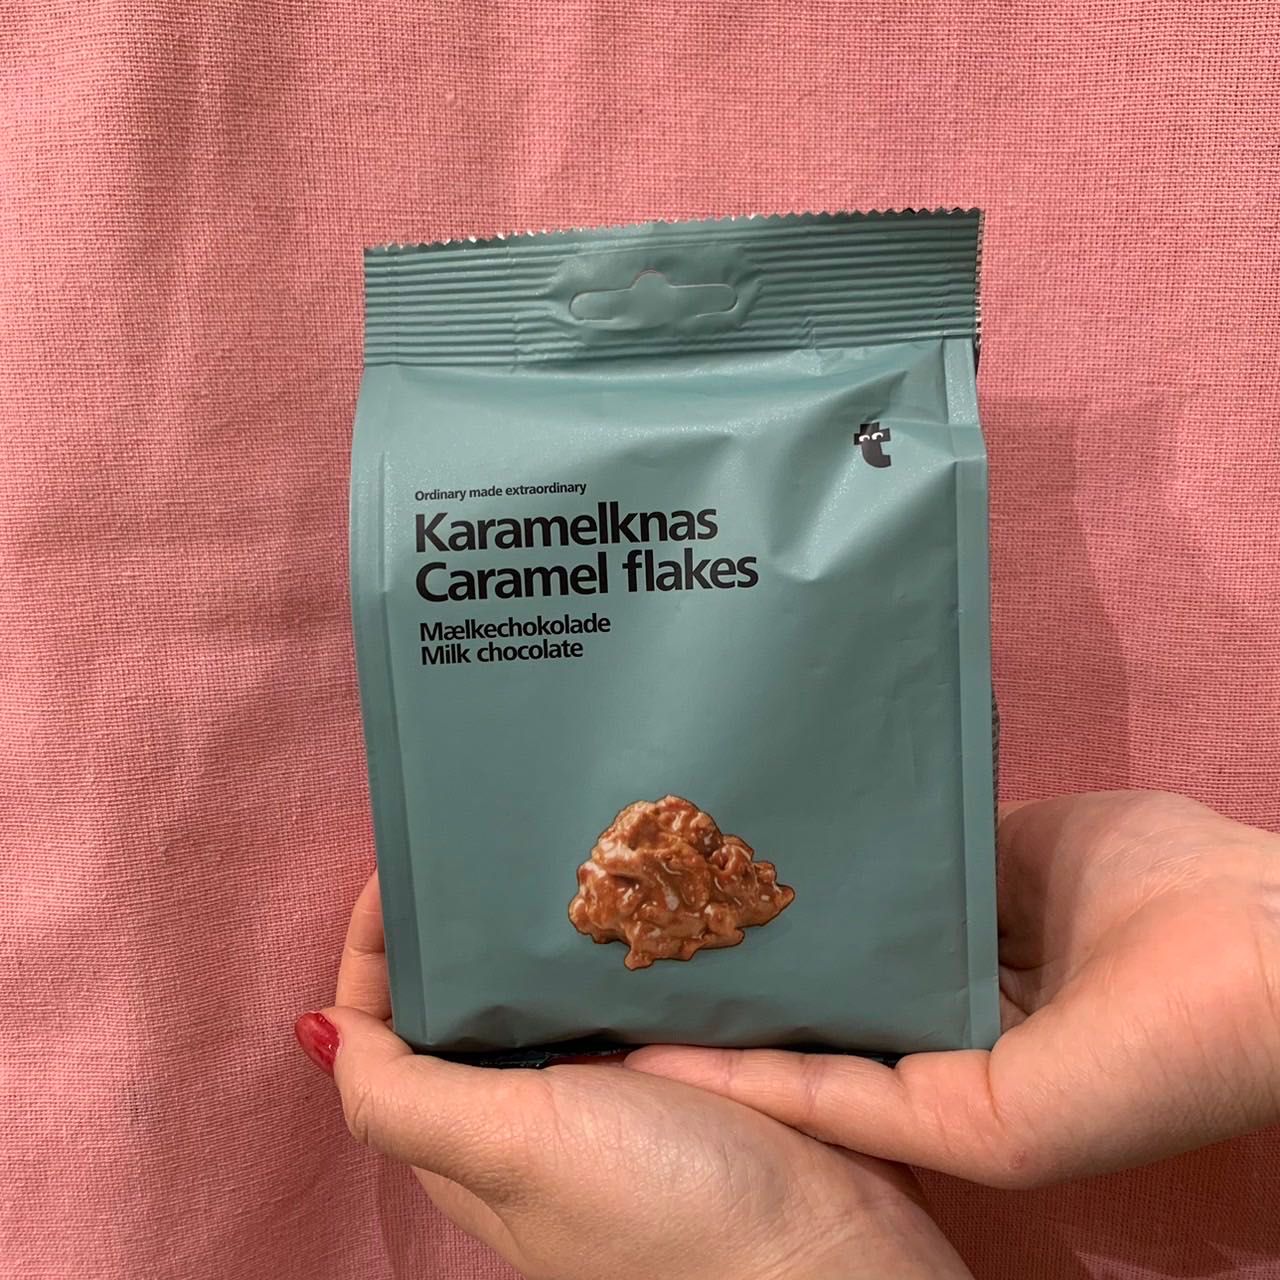 t
Ordinary made extraordinary
Karamelknas
Caramel flakes
Mælkechokolade
Milk chocolate